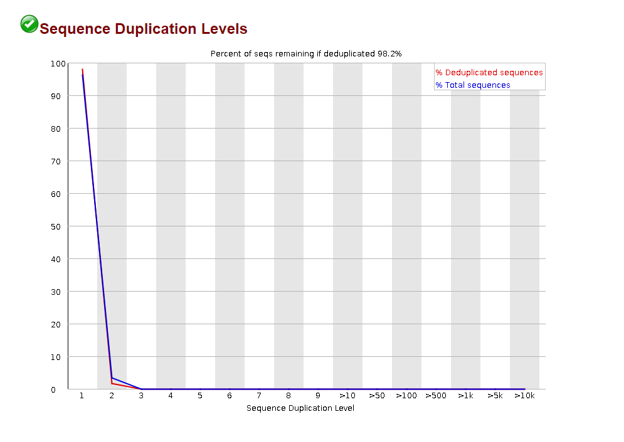 Sequence Duplication Levels
Percent of seqs remaining if deduplicated 98.2%
% Deduplicated sequences
% Total sequences
100
90
80
70
60
50
40
30
20
10
0
1 2 3 4 5 6 7 8 9 >10 >50 >100 >500 >1k >5k >10k
Sequence Duplication Level